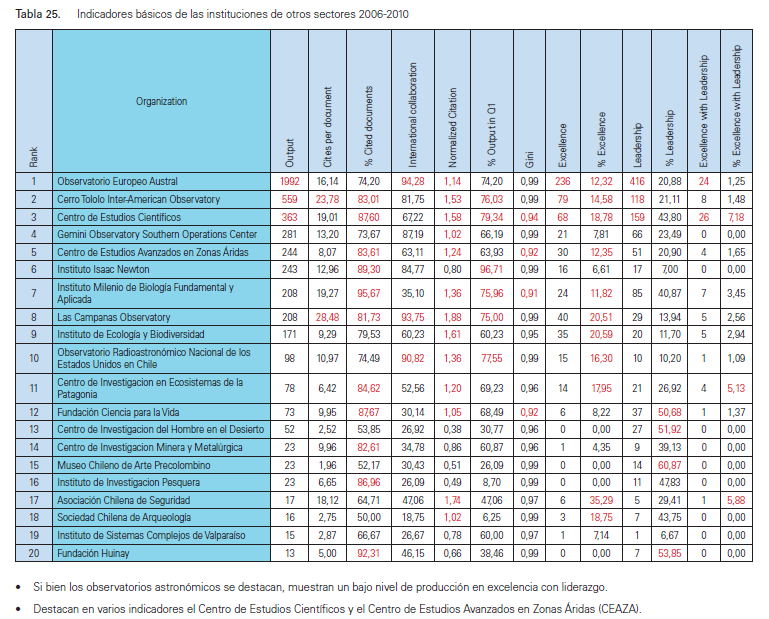 Tabla 25. Indicadores básicos de las instituciones de otros sectores 2006-2010
Rank Organization Output Cites per document % Cited documents International collaboration Normalized Citation % Output in Q1 Gini Excellence % Excellence Leadership % Leadership Excellence with Leadership % Excellence with Leadership
1 Observatorio Europeo Austral 1992 16,14 74,20 94,28 1,14 74,20 0,99 236 12,32 416 20,88 24 1,25
2 Cerro Tololo Inter-American Observatory 559 23,78 83,01 81,75 1,53 76,03 0,99 79 14,58 118 21,11 8 1,48
3 Centro de Estudios Científicos 363 19,01 87,60 67,22 1,58 79,34 0,94 68 18,78 159 43,80 26 7,18
4 Gemini Observatory Southern Operations Center 281 13,20 73,67 87,19 1,02 66,19 0,99 21 7,81 66 23,49 0 0,00
5 Centro de Estudios Avanzados en Zonas Áridas 244 8,07 83,61 63,11 1,24 63,93 0,92 30 12,35 51 20,90 4 1,65
6 Instituto Isaac Newton 243 12,96 89,30 84,77 0,80 96,71 0,99 16 6,61 17 7,00 0 0,00
Instituto Milenio de Biología Fundamental y
7 Aplicada 208 19,27 95,67 35,10 1,36 75,96 0,91 24 11,82 85 40,87 7 3,45
8 Las Campanas Observatory 208 28,48 81,73 93,75 1,88 75,00 0,99 40 20,51 29 13,94 5 2,56
9 Instituto de Ecología y Biodiversidad 171 9,29 79,53 60,23 1,61 60,23 0,95 35 20,59 20 11,70 5 2,94
Observatorio Radioastronómico Nacional de los
10 Estados Unidos en Chile 98 10,97 74,49 90,82 1,36 77,55 0,99 15 16,30 10 10,20 1 1,09
Centro de Investigacion en Ecosistemas de la
11 Patagonia 78 6,42 84,62 52,56 1,20 69,23 0,96 14 17,95 21 26,92 4 5,13
12 Fundación Ciencia para la Vida 73 9,95 87,67 30,14 1,05 68,49 0,92 6 8,22 37 50,68 1 1,37
13 Centro de Investigacion del Hombre en el Desierto 52 2,52 53,85 26,92 0,38 30,77 0,96 0 0,00 27 51,92 0 0,00
14 Centro de Investigacion Minera y Metalúrgica 23 9,96 82,61 34,78 0,86 60,87 0,96 1 4,35 9 39,13 0 0,00
15 Museo Chileno de Arte Precolombino 23 1,96 52,17 30,43 0,51 26,09 0,99 0 0,00 14 60,87 0 0,00
16 Instituto de Investigacion Pesquera 23 6,65 86,96 26,09 0,49 8,70 0,99 0 0,00 11 47,83 0 0,00
17 Asociación Chilena de Seguridad 17 18,12 64,71 47,06 1,74 47,06 0,97 6 35,29 5 29,41 1 5,88
18 Sociedad Chilena de Arqueología 16 2,75 50,00 18,75 1,02 6,25 0,99 3 18,75 7 43,75 0 0,00
19 Instituto de Sistemas Complejos de Valparaíso 15 2,87 66,67 26,67 0,78 60,00 0,97 1 7,14 1 6,67 0 0,00
20 Fundación Huinay 13 5,00 92,31 46,15 0,66 38,46 0,99 0 0,00 7 53,85 0 0,00
• Si bien los observatorios astronómicos se destacan, muestran un bajo nivel de producción en excelencia con liderazgo.
• Destacan en varios indicadores el Centro de Estudios Científicos y el Centro de Estudios Avanzados en Zonas Áridas (CEAZA).